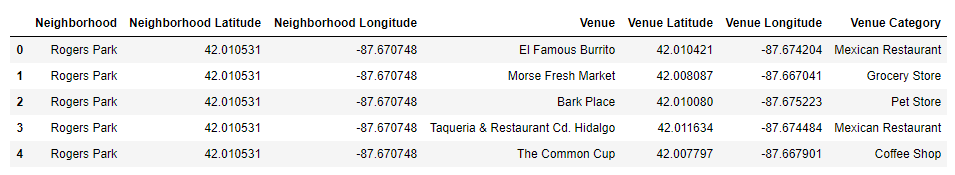 Neighborhood Neighborhood Latitude Neighborhood Longitude Venue Venue Latitude Venue Longitude Venue Category
0 Rogers Park 42.010531 -87.670748 El Famous Burrito 42.010421 -87.674204 Mexican Restaurant
1 Rogers Park 42.010531 -87.670748 Morse Fresh Market 42.008087 -87.667041 Grocery Store
2 Rogers Park 42.010531 -87.670748 Bark Place 42.010080 -87.675223 Pet Store
3 Rogers Park 42.010531 -87.670748 Taqueria & Restaurant Cd. Hidalgo 42.011634 -87.674484 Mexican Restaurant
4 Rogers Park 42.010531 -87.670748 The Common Cup 42.007797 -87.667901 Coffee Shop